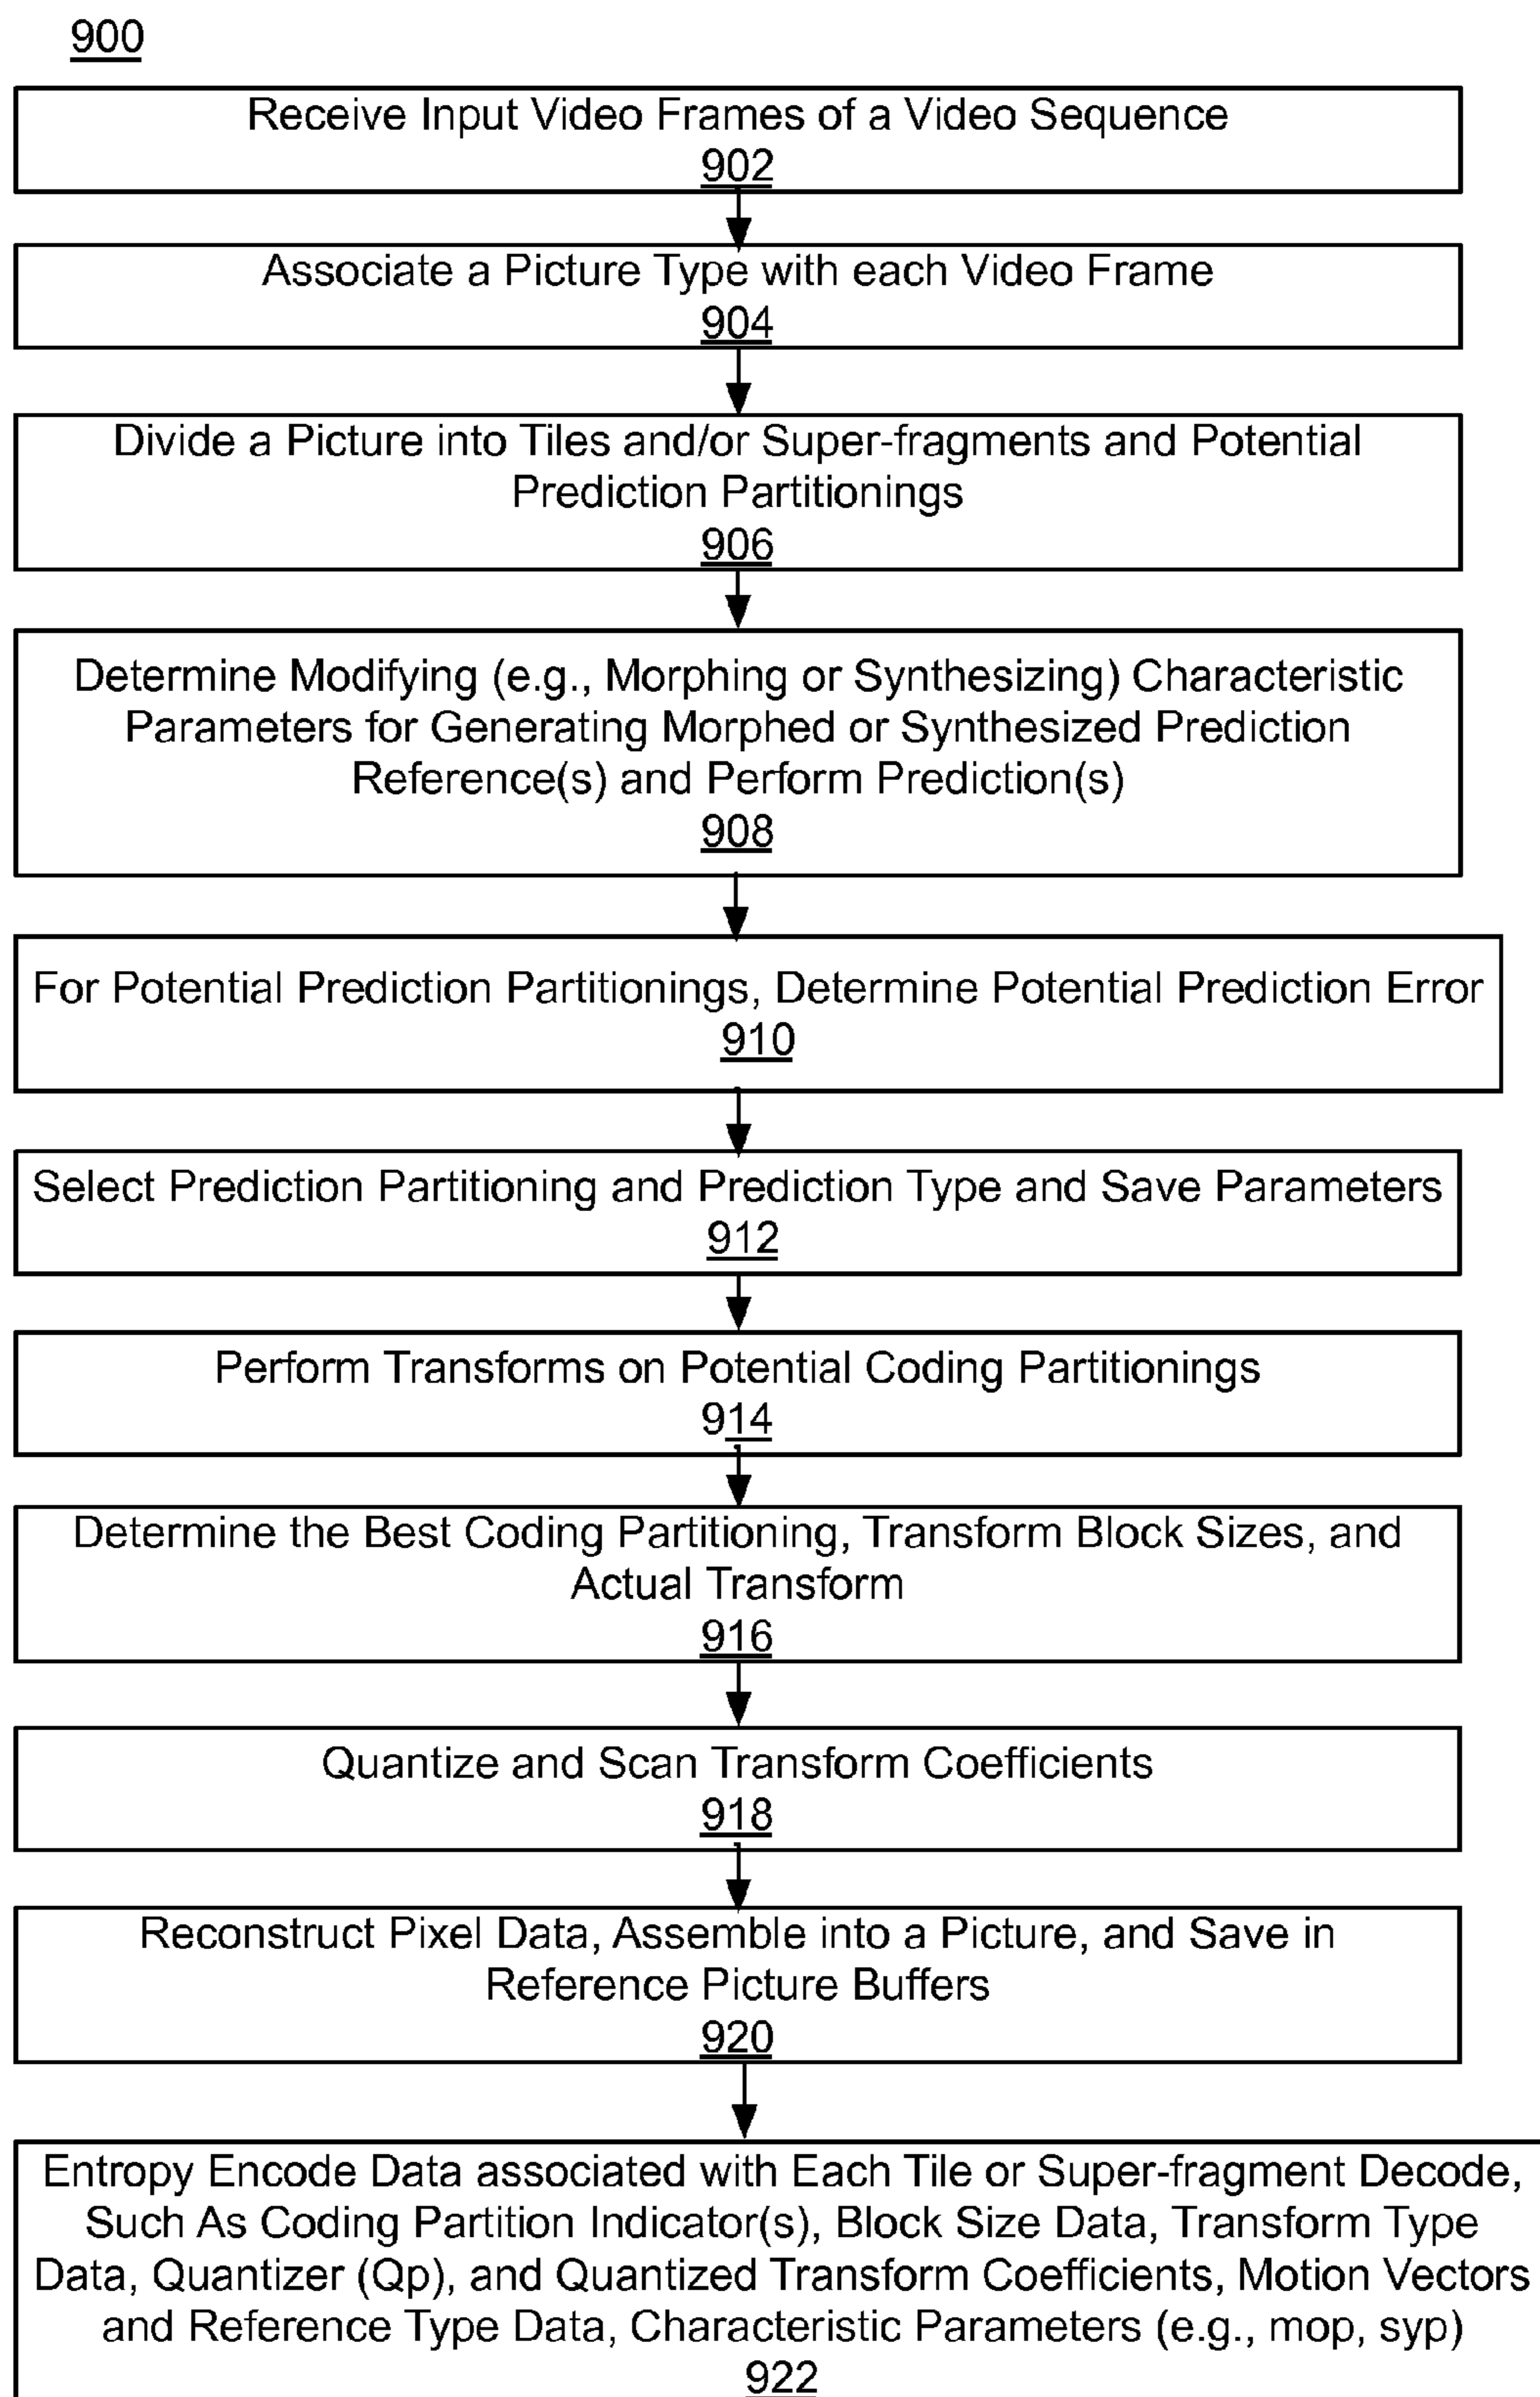 900
Receive Input Video Frames of a Video Sequence
902
Associate a Picture Type with each Video Frame
904
Divide a Picture into Tiles and/or Super-fragments and Potential
Prediction Partitionings
906
Determine Modifying (e.g., Morphing or Synthesizing) Characteristic
Parameters for Generating Morphed or Synthesized Prediction
Reference(s) and Perform Prediction(s)
908
For Potential Prediction Partitionings, Determine Potential Prediction Error
910
Select Prediction Partitioning and Prediction Type and Save Parameters
912
Perform Transforms on Potential Coding Partitionings
914
Determine the Best Coding Partitioning, Transform Block Sizes, and
Actual Transform
916
Quantize and Scan Transform Coefficients
918
Reconstruct Pixel Data, Assemble into a Picture, and Save in
Reference Picture Buffers
920
Entropy Encode Data associated with Each Tile or Super-fragment Decode,
Such As Coding Partition Indicator(s), Block Size Data, Transform Type
Data, Quantizer (Qp), and Quantized Transform Coefficients, Motion Vectors
and Reference Type Data, Characteristic Parameters (e.g., mop, syp)
922